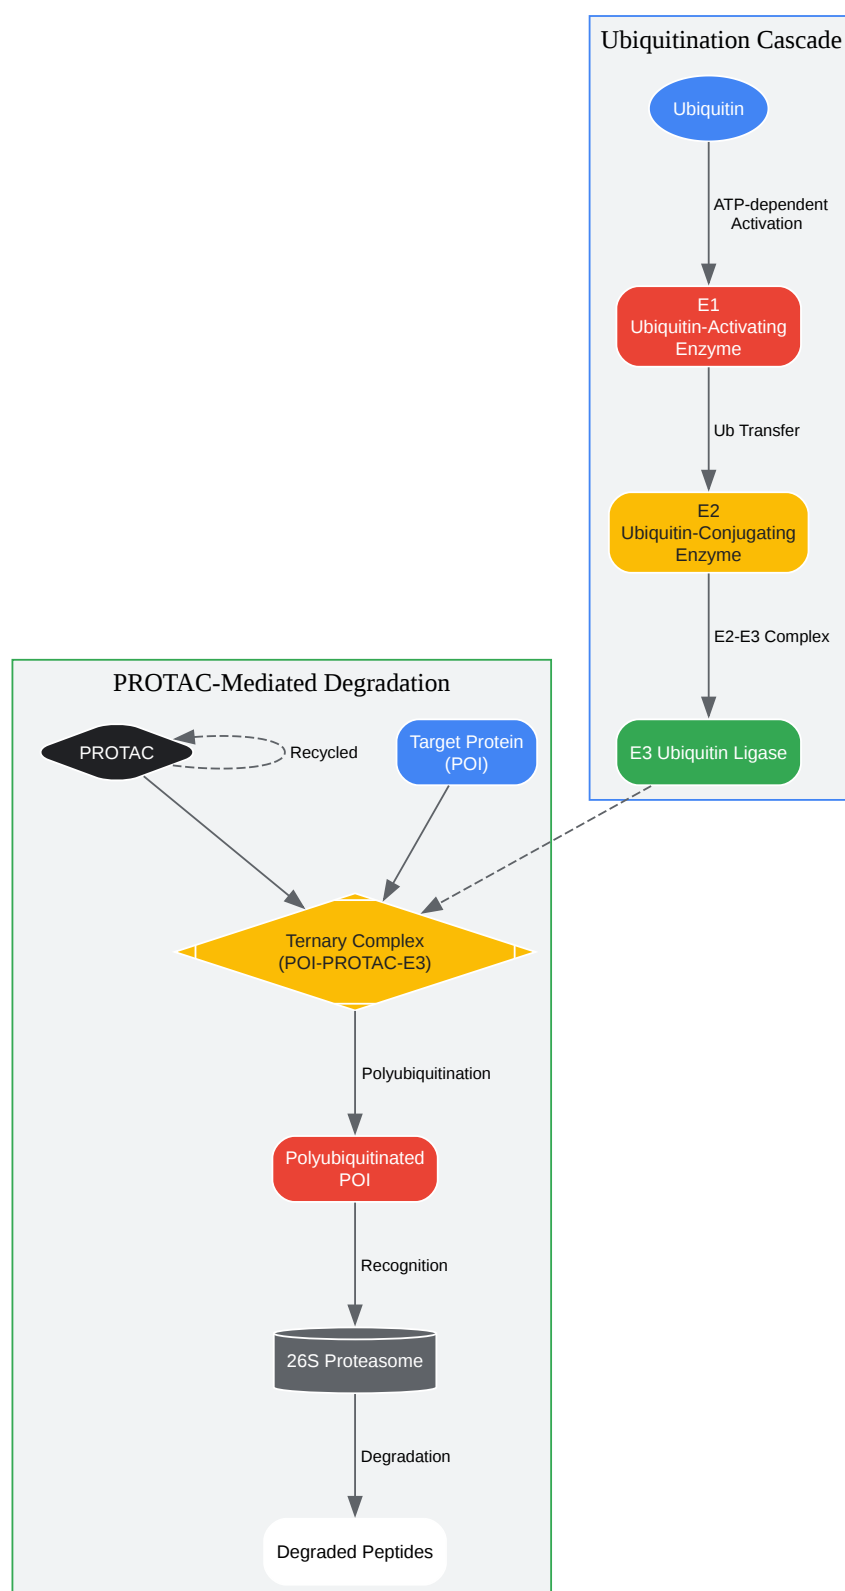 Ubiquitination Cascade
Ubiquitin
ATP-dependent
Activation
E1
Ubiquitin-Activating
Enzyme
Ub Transfer
E2
Ubiquitin-Conjugating
Enzyme
E2-E3 Complex
E3 Ubiquitin Ligase
PROTAC-Mediated Degradation
PROTAC
Recycled
Target Protein
(POI)
Ternary Complex
(POI-PROTAC-E3)
Polyubiquitination
Polyubiquitinated
POI
Recognition
26S Proteasome
Degradation
Degraded Peptides